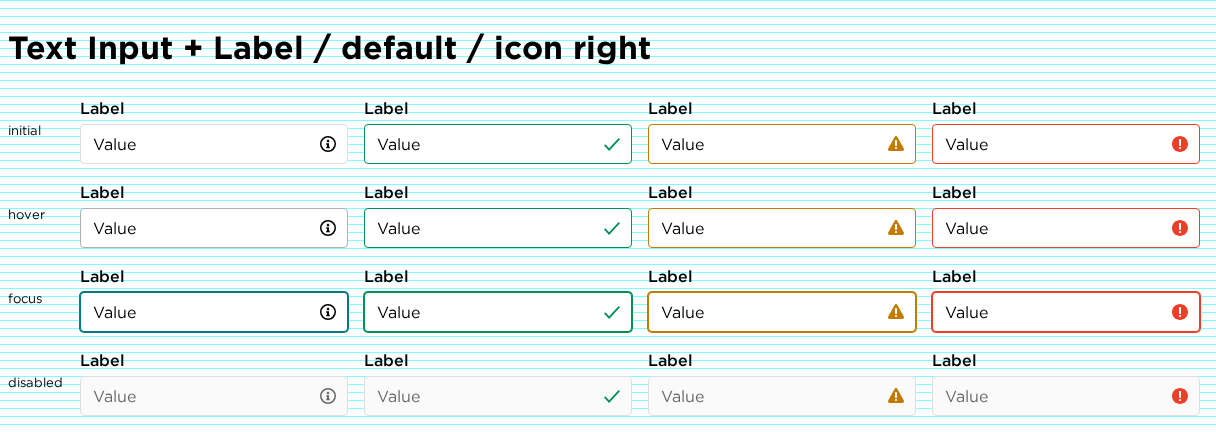 Text Input + Label / default / icon right
Label Label Label Label
initial Value Value Value Value
Label Label Label Label
hover Value Value Value Value
Label Label Label Label
focus Value Value Value Value
Label Label Label Label
disabled Value Value Value Value